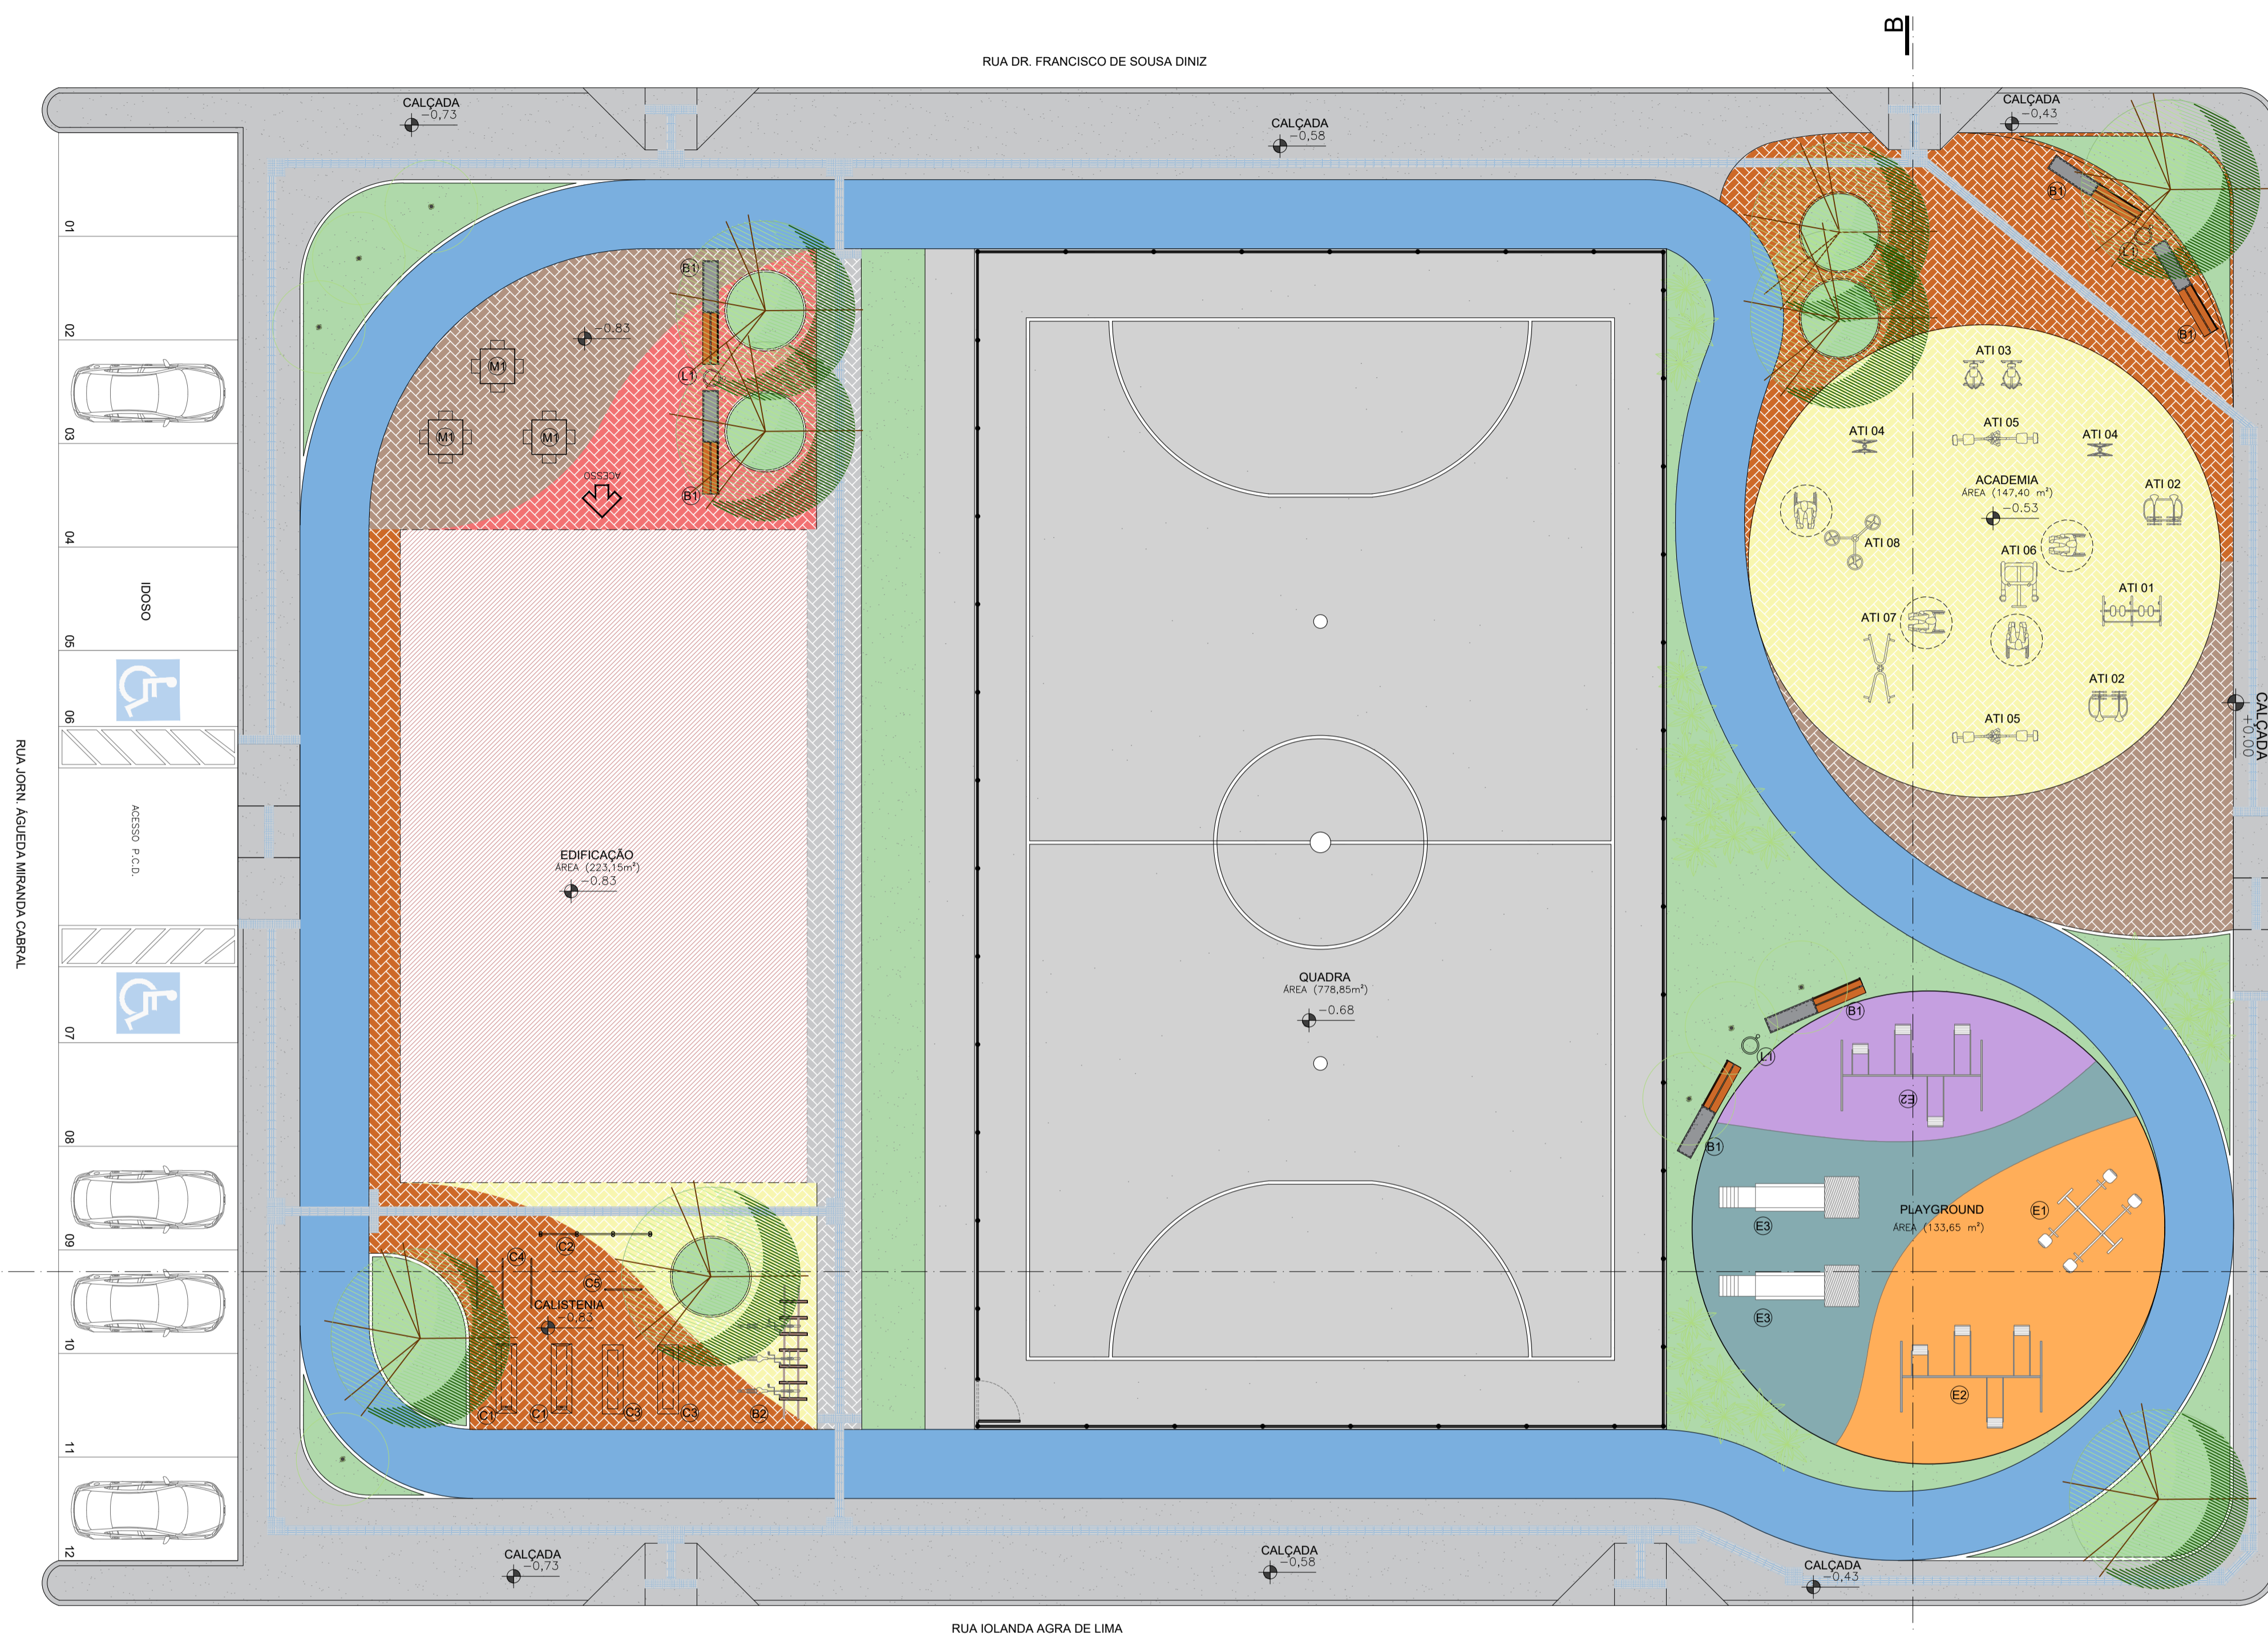 B
RUA DR. FRANCISCO DE SOUSA DINIZ
CALÇADA
-0,73
CALÇADA
-0,58
CALÇADA
-0,43
B1
L1
B1
01
02
03
04
IDOSO
05
06
ACESSO P.C.D.
07
08
09
10
11
12
RUA JORN. ÁGUEDA MIRANDA CABRAL
B1
-0.83
M1
M1
M1
L1
B1
ACESSO
EDIFICAÇÃO
ÁREA (223,15m²)
-0.83
QUADRA
ÁREA (778,85m²)
-0.68
ATI 03
ATI 04
ATI 05
ATI 04
ACADEMIA
ÁREA (147,40 m²)
-0.53
ATI 02
ATI 08
ATI 06
ATI 01
ATI 07
ATI 02
ATI 05
CALÇADA
+0.00
B1
L1
B1
E2
E3
PLAYGROUND
ÁREA (133,65 m²)
E1
E3
E2
C4
C2
C5
CALISTENIA
-0.83
C1
C1
C3
C3
B2
CALÇADA
-0,73
CALÇADA
-0,58
CALÇADA
-0,43
RUA IOLANDA AGRA DE LIMA